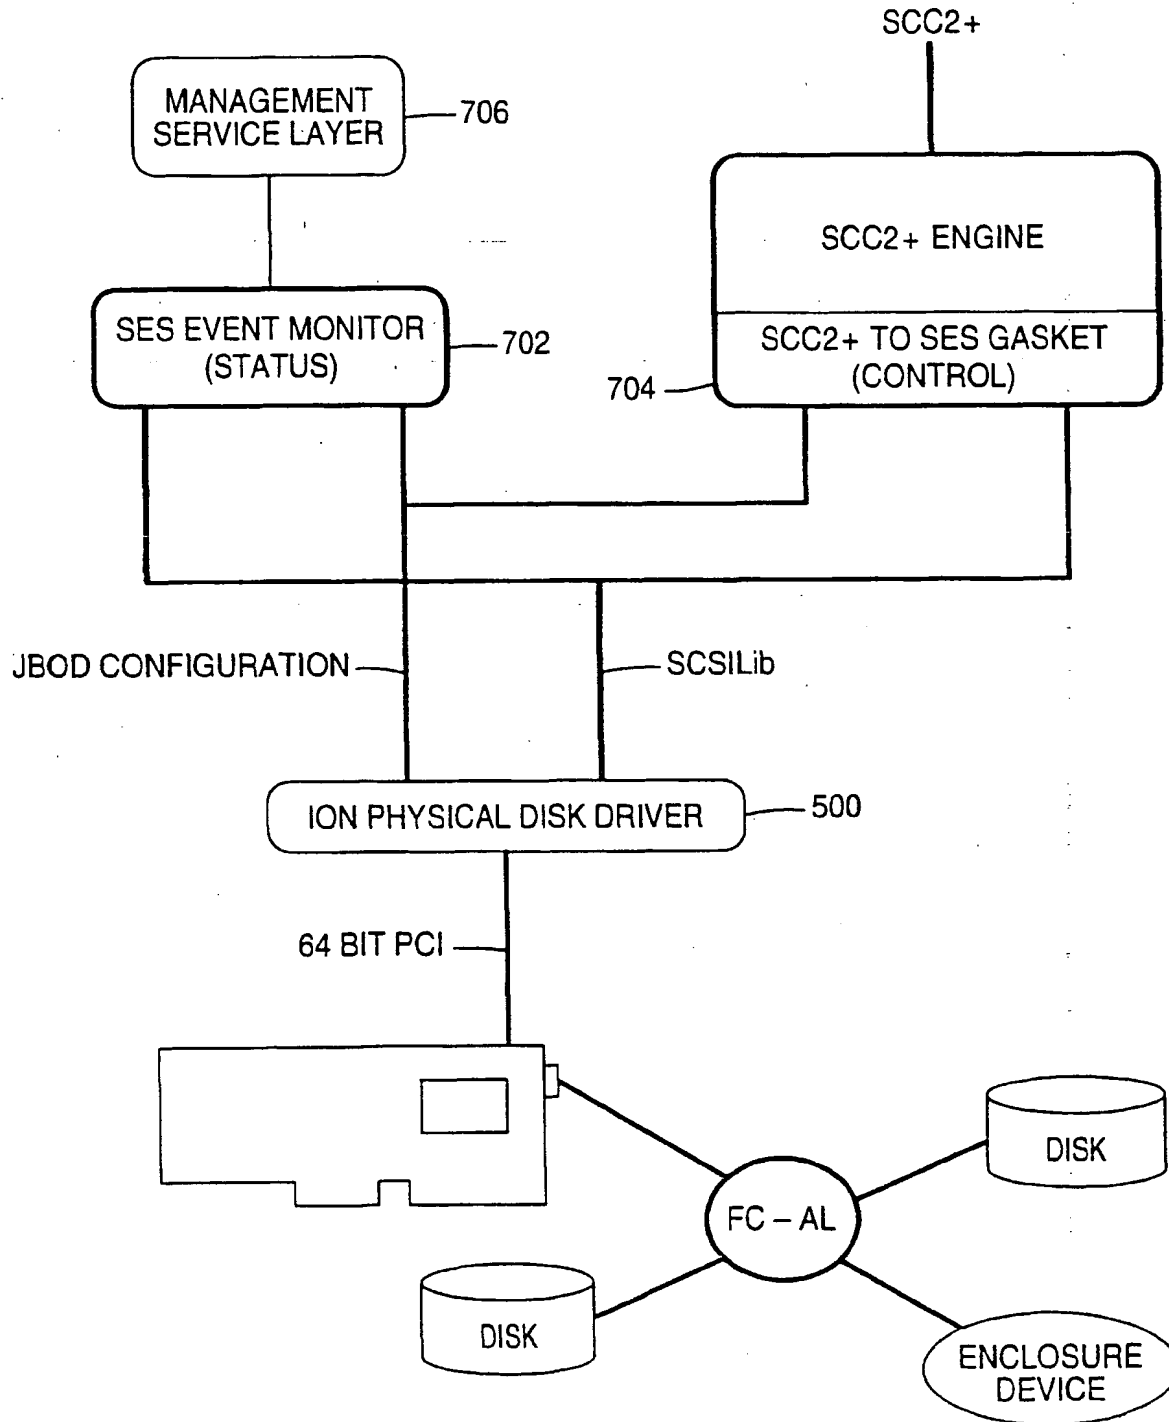 SCC2+
MANAGEMENT
SERVICE LAYER
706
SCC2+ ENGINE
SES EVENT MONITOR
(STATUS)
702
SCC2+ TO SES GASKET
(CONTROL)
704
JBOD CONFIGURATION
SCSILib
ION PHYSICAL DISK DRIVER
500
64 BIT PCI
DISK
FC – AL
DISK
ENCLOSURE
DEVICE